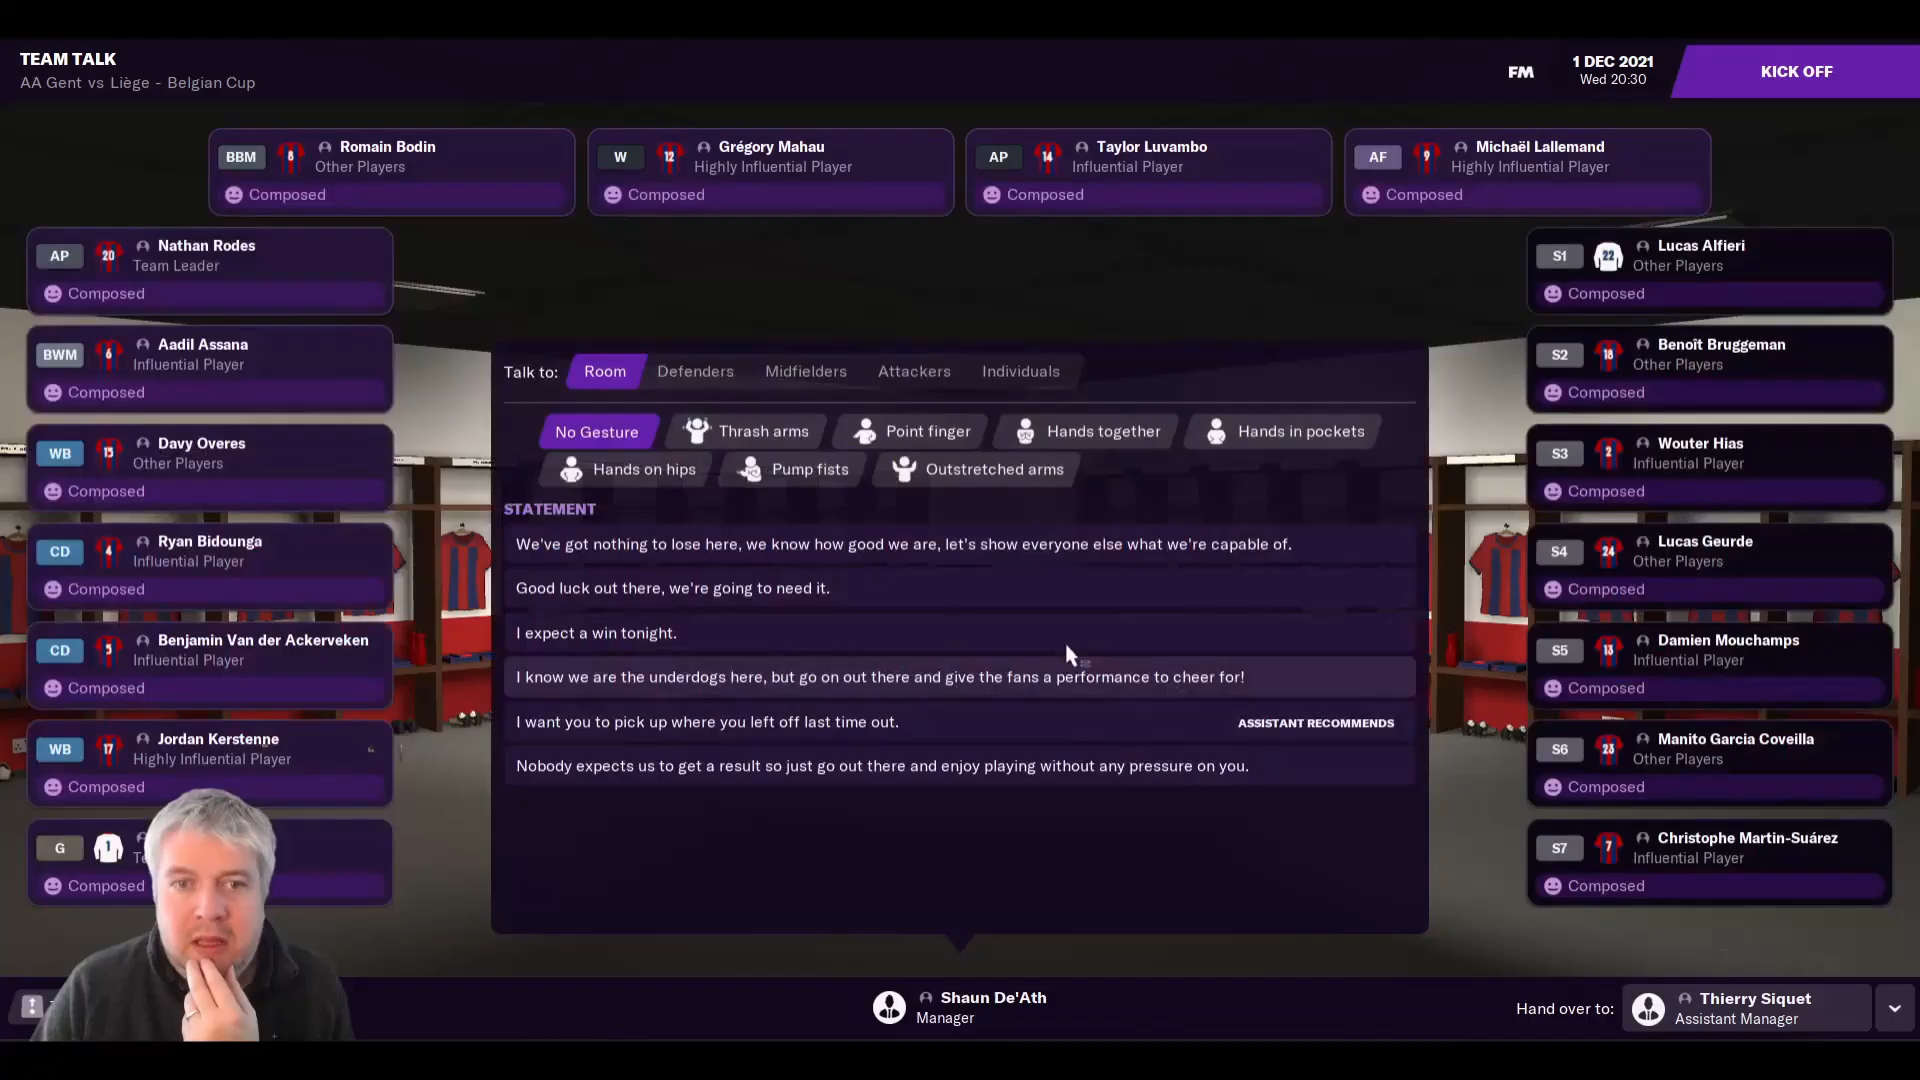 TEAM TALK
AA Gent vs Liège - Belgian Cup
FM
1 DEC 2021
Wed 20:30
KICK OFF
BBM 8 Romain Bodin
Other Players
Composed
W 12 Grégory Mahau
Highly Influential Player
Composed
AP 14 Taylor Luvambo
Influential Player
Composed
AF 9 Michaël Lallemand
Highly Influential Player
Composed
AP 20 Nathan Rodes
Team Leader
Composed
BWM 6 Aadil Assana
Influential Player
Composed
WB 15 Davy Overes
Other Players
Composed
CD 4 Ryan Bidounga
Influential Player
Composed
CD 5 Benjamin Van der Ackerveken
Influential Player
Composed
WB 17 Jordan Kerstenne
Highly Influential Player
Composed
G 1
Composed
Talk to: Room Defenders Midfielders Attackers Individuals
No Gesture Thrash arms Point finger Hands together Hands in pockets
Hands on hips Pump fists Outstretched arms
STATEMENT
We've got nothing to lose here, we know how good we are, let's show everyone else what we're capable of.
Good luck out there, we're going to need it.
I expect a win tonight.
I know we are the underdogs here, but go on out there and give the fans a performance to cheer for!
I want you to pick up where you left off last time out. ASSISTANT RECOMMENDS
Nobody expects us to get a result so just go out there and enjoy playing without any pressure on you.
S1 22 Lucas Alfieri
Other Players
Composed
S2 18 Benoît Bruggeman
Other Players
Composed
S3 2 Wouter Hias
Influential Player
Composed
S4 24 Lucas Geurde
Other Players
Composed
S5 13 Damien Mouchamps
Influential Player
Composed
S6 23 Manito Garcia Coveilla
Other Players
Composed
S7 7 Christophe Martin-Suárez
Influential Player
Composed
Shaun De'Ath
Manager
Hand over to: Thierry Siquet
Assistant Manager